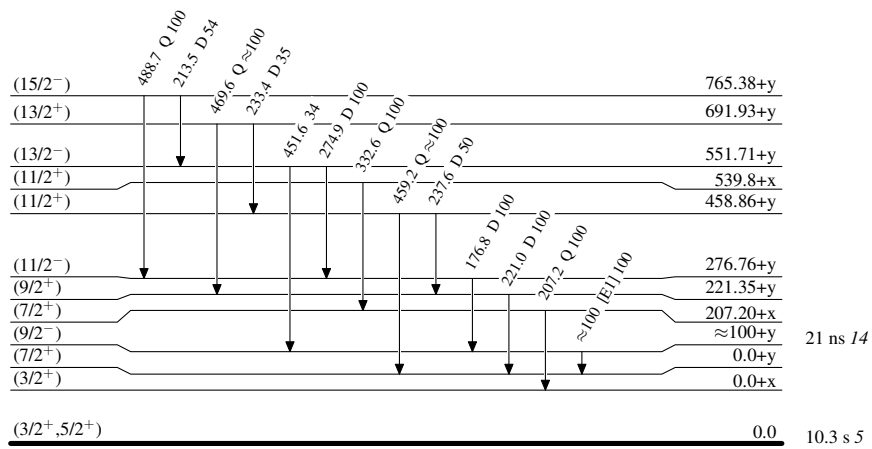 488.7 Q 100
213.5 D 54
469.6 Q ≈100
233.4 D 35
451.6 34
274.9 D 100
332.6 Q 100
459.2 Q ≈100
237.6 D 50
176.8 D 100
221.0 D 100
207.2 Q 100
≈100 [E1] 100
(15/2⁻) 765.38+y
(13/2⁺) 691.93+y
(13/2⁻) 551.71+y
(11/2⁺) 539.8+x
(11/2⁺) 458.86+y
(11/2⁻) 276.76+y
(9/2⁺) 221.35+y
(7/2⁺) 207.20+x
(9/2⁻) ≈100+y 21 ns 14
(7/2⁺) 0.0+y
(3/2⁺) 0.0+x
(3/2⁺,5/2⁺) 0.0 10.3 s 5